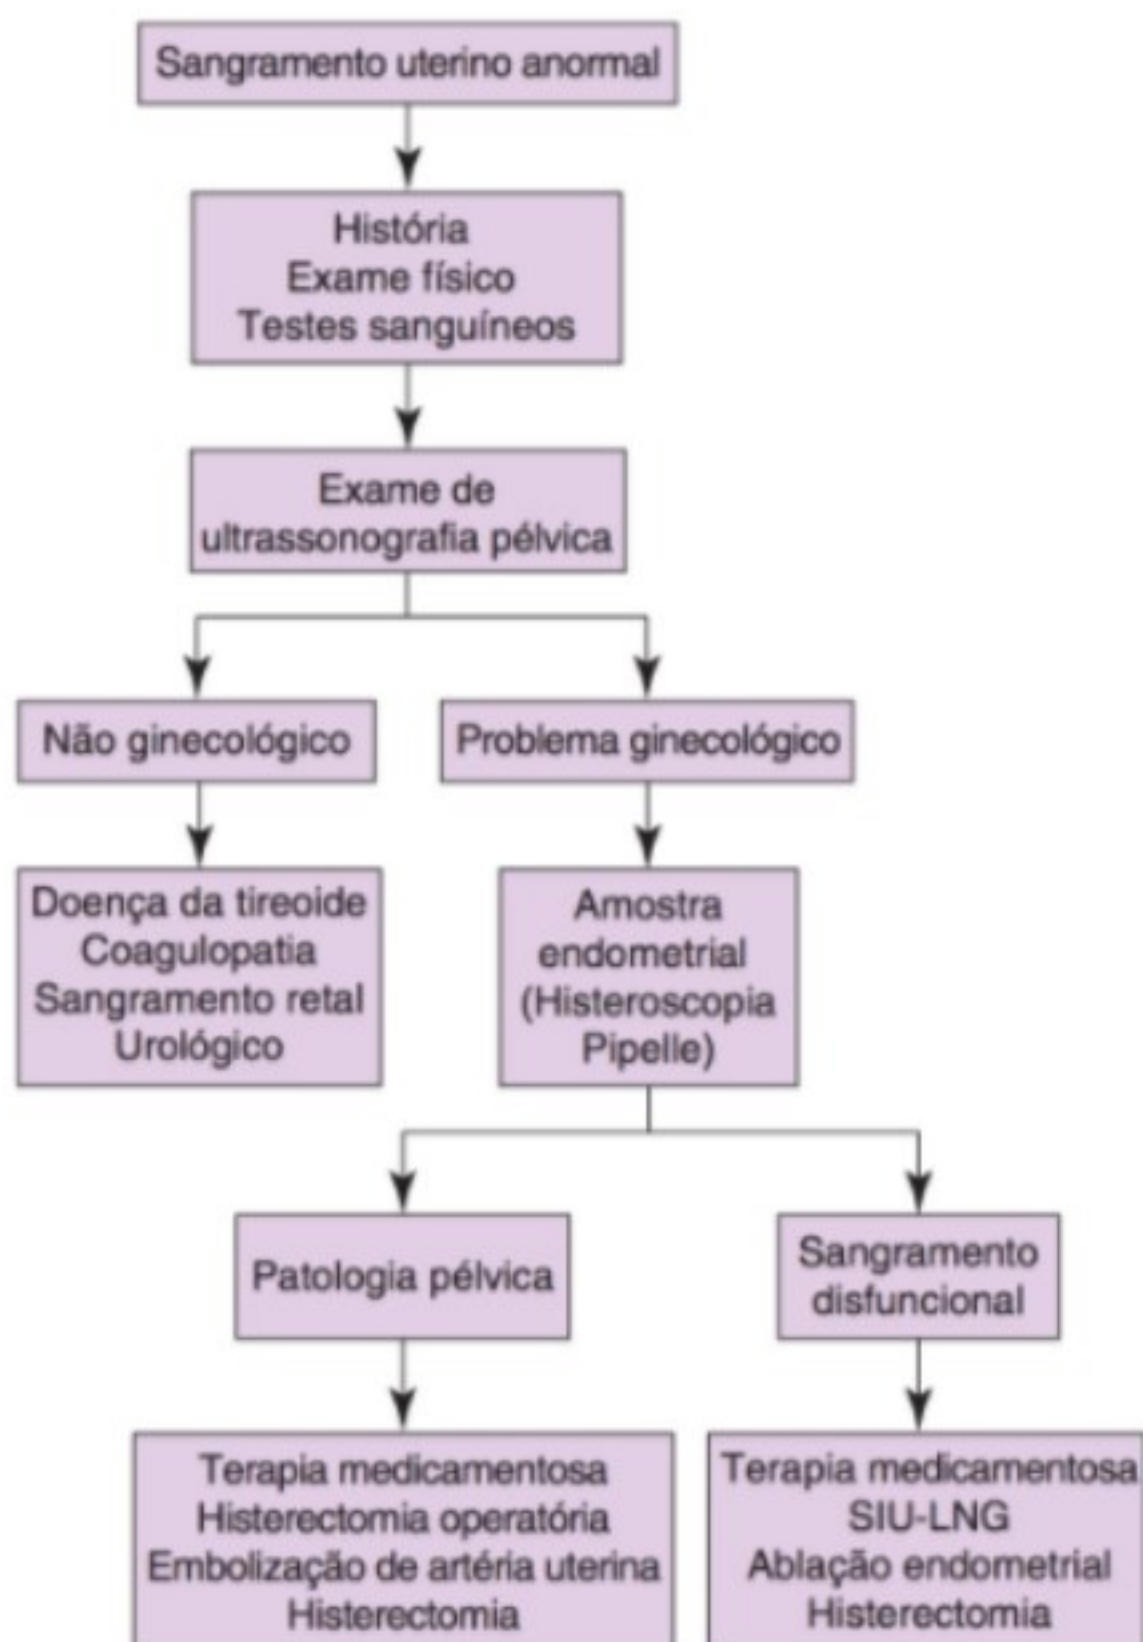 Sangramento uterino anormal
História
Exame físico
Testes sanguíneos
Exame de
ultrassonografia pélvica
Não ginecológico
Problema ginecológico
Doença da tireoide
Coagulopatia
Sangramento retal
Urológico
Amostra
endometrial
(Histeroscopia
Pipelle)
Patologia pélvica
Sangramento
disfuncional
Terapia medicamentosa
Histerectomia operatória
Embolização de artéria uterina
Histerectomia
Terapia medicamentosa
SIU-LNG
Ablação endometrial
Histerectomia